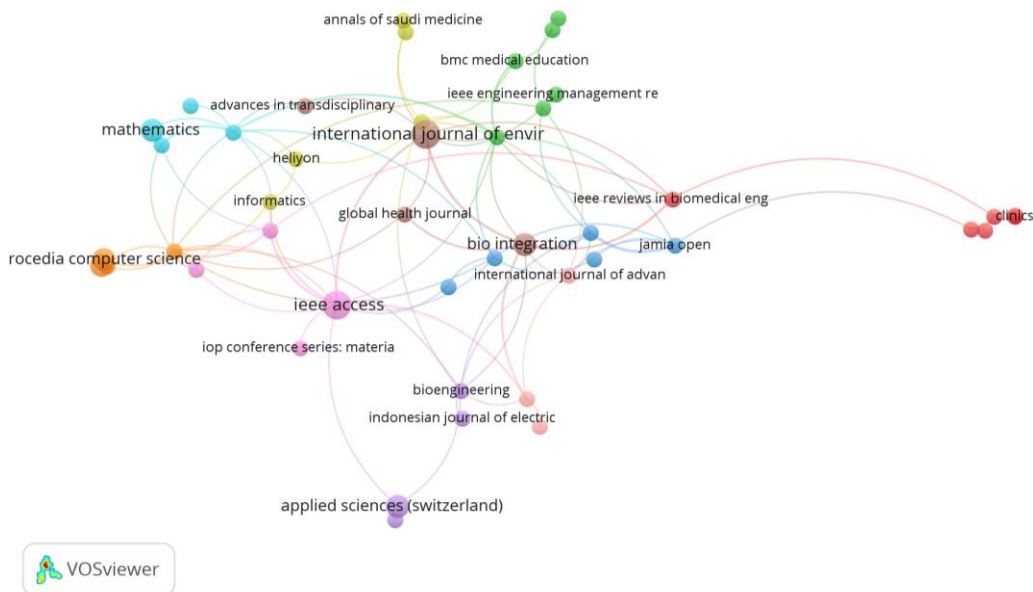 annals of saudi medicine
bmc medical education
ieee engineering management re
advances in transdisciplinary
mathematics
international journal of envir
heliyon
ieee reviews in biomedical eng
informatics
global health journal
clinics
bio integration
jamia open
rocedia computer science
international journal of advan
ieee access
iop conference series: materia
bioengineering
indonesian journal of electric
applied sciences (switzerland)
VOSviewer